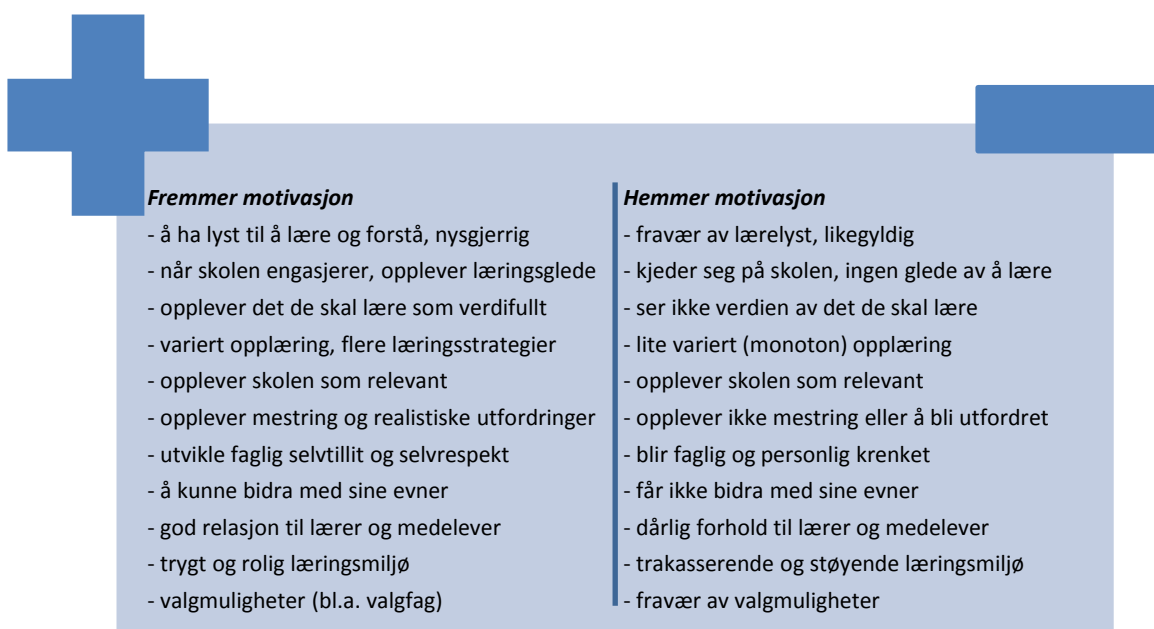 Fremmer motivasjon
- å ha lyst til å lære og forstå, nysgjerrig
- når skolen engasjerer, opplever læringsglede
- opplever det de skal lære som verdifullt
- variert opplæring, flere læringsstrategier
- opplever skolen som relevant
- opplever mestring og realistiske utfordringer
- utvikle faglig selvtillit og selvrespekt
- å kunne bidra med sine evner
- god relasjon til lærer og medelever
- trygt og rolig læringsmiljø
- valgmuligheter (bl.a. valgfag)
Hemmer motivasjon
- fravær av lærelyst, likegyldig
- kjeder seg på skolen, ingen glede av å lære
- ser ikke verdien av det de skal lære
- lite variert (monoton) opplæring
- opplever skolen som relevant
- opplever ikke mestring eller å bli utfordret
- blir faglig og personlig krenket
- får ikke bidra med sine evner
- dårlig forhold til lærer og medelever
- trakasserende og støyende læringsmiljø
- fravær av valgmuligheter